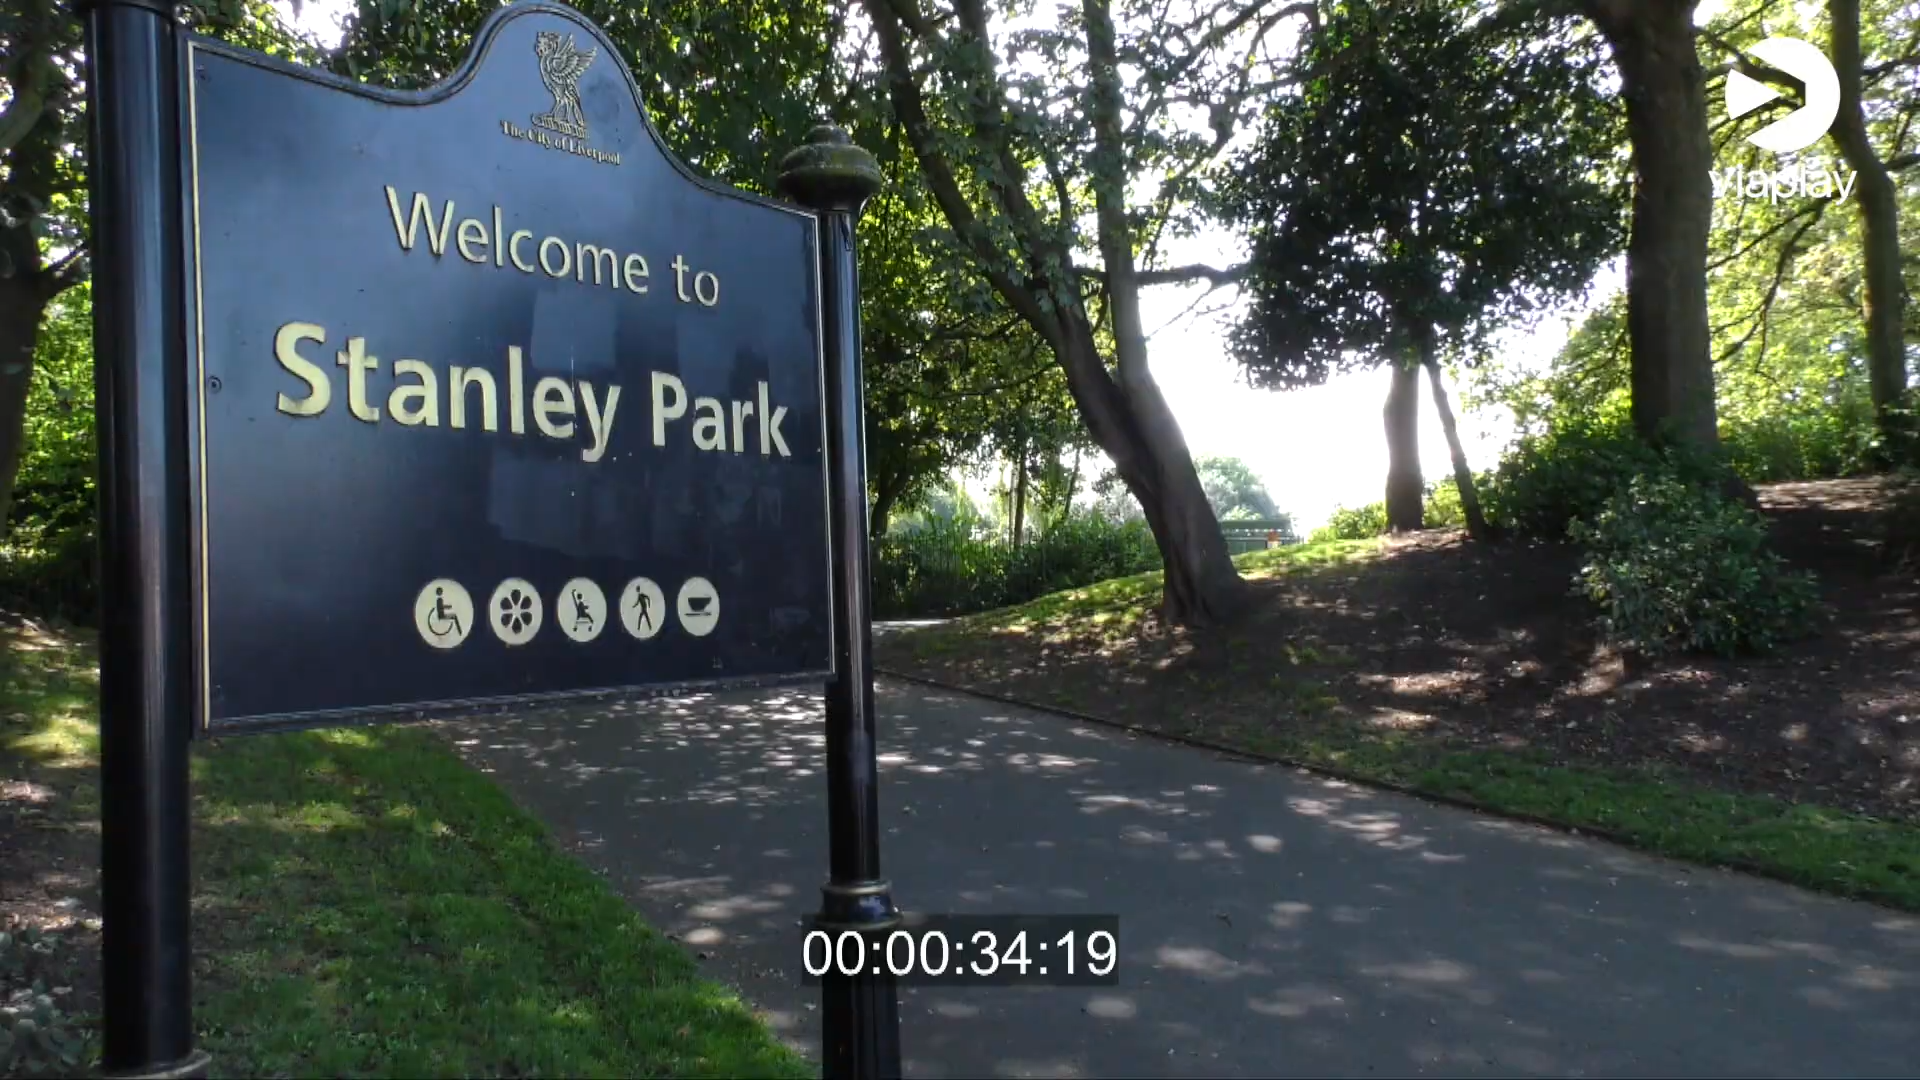 The City of Liverpool
Welcome to
Stanley Park
viaplay
00:00:34:19